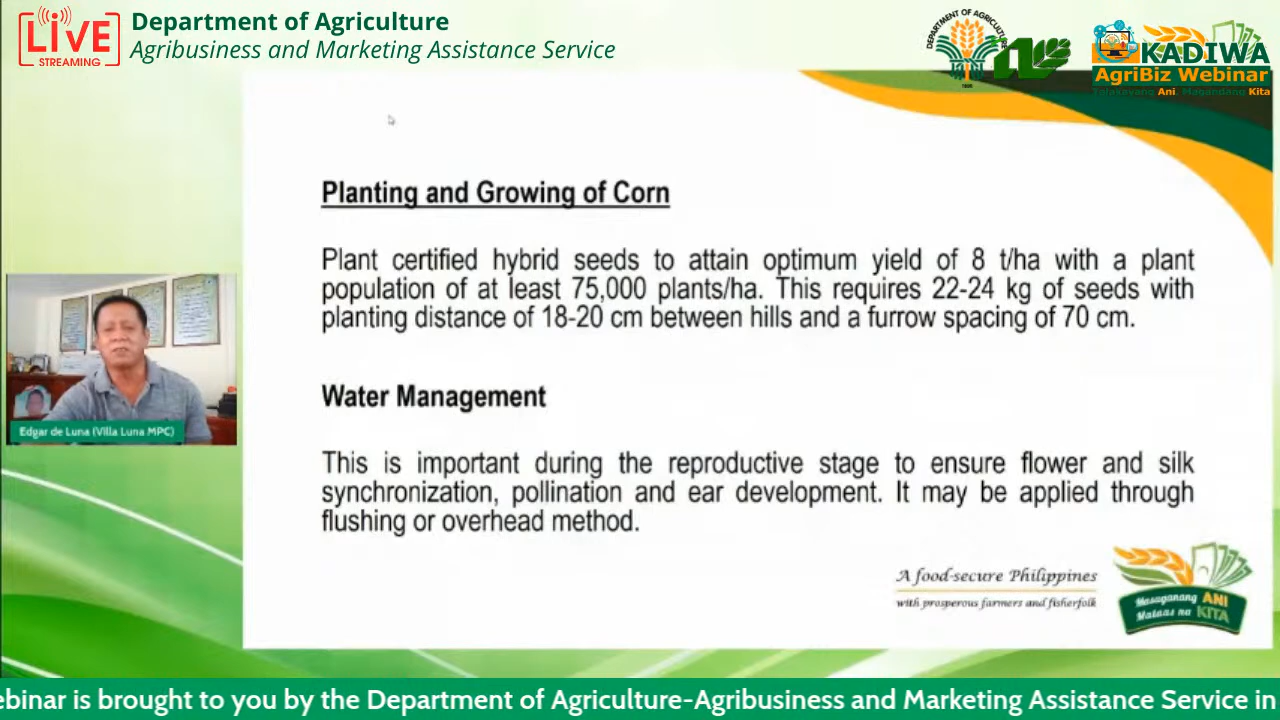 LIVE
STREAMING
Department of Agriculture
Agribusiness and Marketing Assistance Service
DEPARTMENT OF AGRICULTURE
KADIWA
AgriBiz Webinar
Ani. Magandang Kita
Planting and Growing of Corn
Plant certified hybrid seeds to attain optimum yield of 8 t/ha with a plant
population of at least 75,000 plants/ha. This requires 22-24 kg of seeds with
planting distance of 18-20 cm between hills and a furrow spacing of 70 cm.
Water Management
This is important during the reproductive stage to ensure flower and silk
synchronization, pollination and ear development. It may be applied through
flushing or overhead method.
Edgar de Luna (Villa Luna MPC)
A food-secure Philippines
with prosperous farmers and fisherfolk
Masaganang ANI
Mataas na KITA
ebinar is brought to you by the Department of Agriculture-Agribusiness and Marketing Assistance Service in